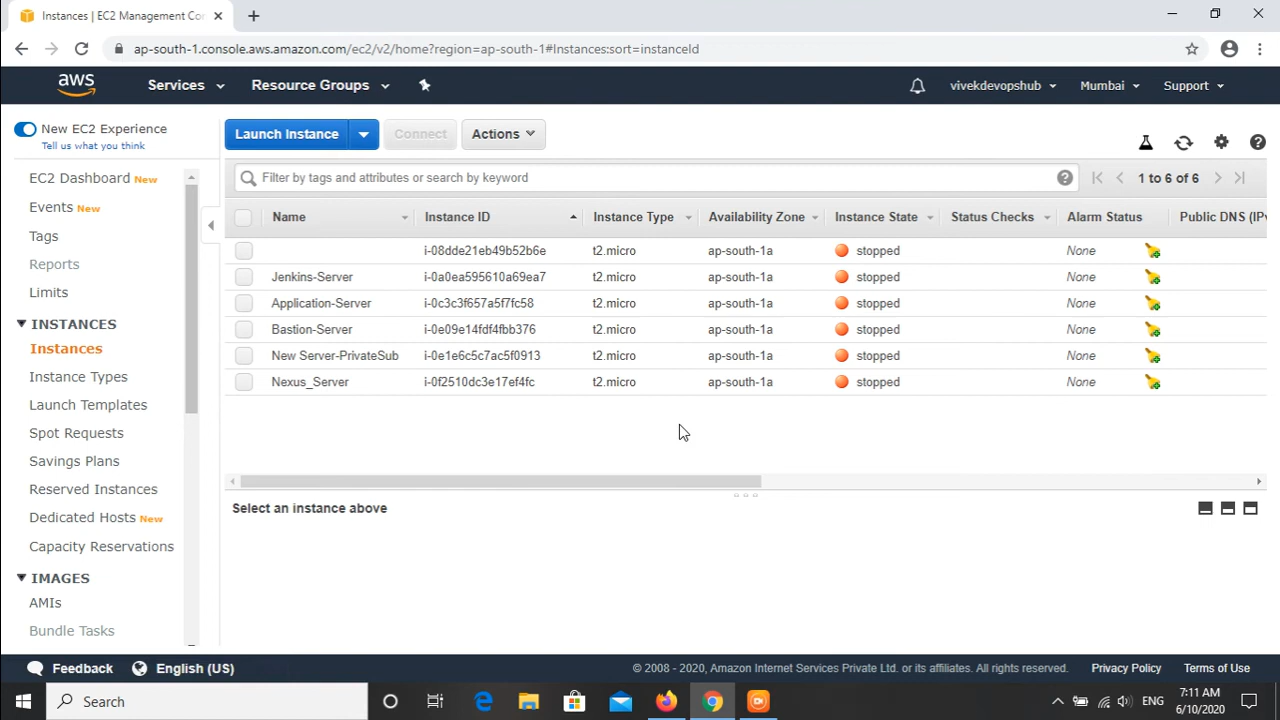 Instances | EC2 Management Con
ap-south-1.console.aws.amazon.com/ec2/v2/home?region=ap-south-1#Instances:sort=instanceId
aws
Services
Resource Groups
vivekdevopshub
Mumbai
Support
New EC2 Experience
Tell us what you think
EC2 Dashboard New
Events New
Tags
Reports
Limits
INSTANCES
Instances
Instance Types
Launch Templates
Spot Requests
Savings Plans
Reserved Instances
Dedicated Hosts New
Capacity Reservations
IMAGES
AMIs
Bundle Tasks
Launch Instance
Connect
Actions
Filter by tags and attributes or search by keyword
1 to 6 of 6
Name Instance ID Instance Type Availability Zone Instance State Status Checks Alarm Status Public DNS (IPv
i-08dde21eb49b52b6e t2.micro ap-south-1a stopped None
Jenkins-Server i-0a0ea595610a69ea7 t2.micro ap-south-1a stopped None
Application-Server i-0c3c3f657a5f7fc58 t2.micro ap-south-1a stopped None
Bastion-Server i-0e09e14fdf4fbb376 t2.micro ap-south-1a stopped None
New Server-PrivateSub i-0e1e6c5c7ac5f0913 t2.micro ap-south-1a stopped None
Nexus_Server i-0f2510dc3e17ef4fc t2.micro ap-south-1a stopped None
Select an instance above
Feedback
English (US)
© 2008 - 2020, Amazon Internet Services Private Ltd. or its affiliates. All rights reserved.
Privacy Policy
Terms of Use
Search
ENG
7:11 AM
6/10/2020